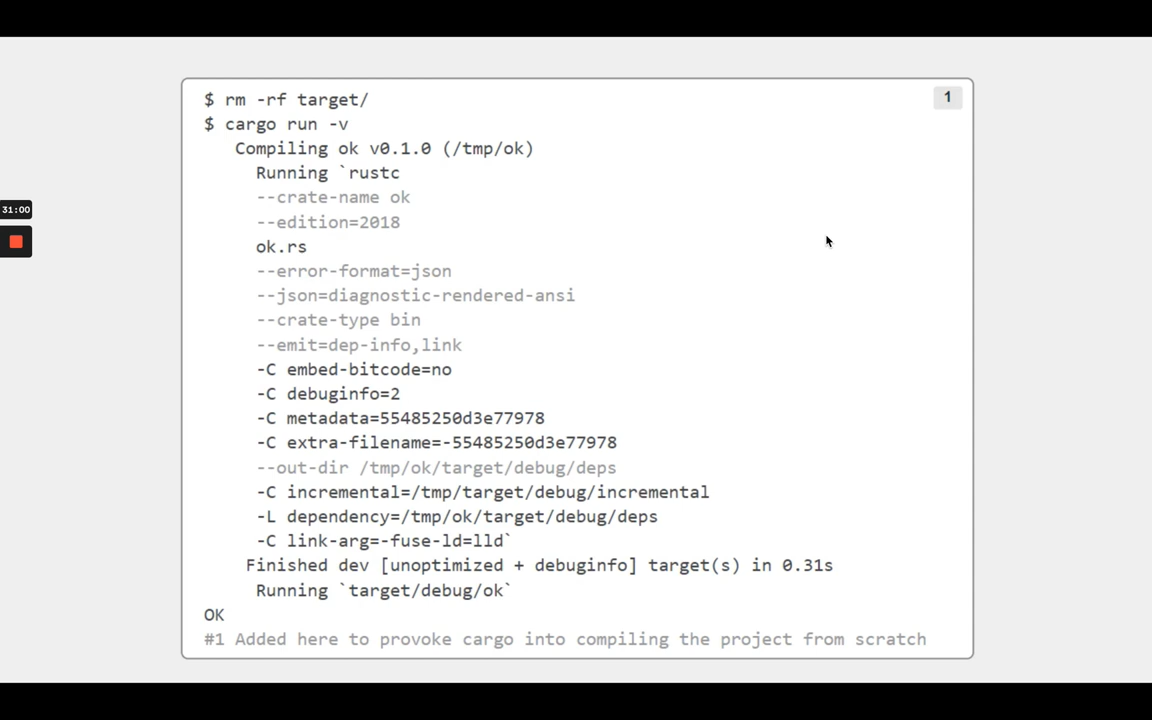 $ rm -rf target/
1
$ cargo run -v
Compiling ok v0.1.0 (/tmp/ok)
Running `rustc
--crate-name ok
31:00
--edition=2018
ok.rs
--error-format=json
--json=diagnostic-rendered-ansi
--crate-type bin
--emit=dep-info,link
-C embed-bitcode=no
-C debuginfo=2
-C metadata=55485250d3e77978
-C extra-filename=-55485250d3e77978
--out-dir /tmp/ok/target/debug/deps
-C incremental=/tmp/target/debug/incremental
-L dependency=/tmp/ok/target/debug/deps
-C link-arg=-fuse-ld=lld`
Finished dev [unoptimized + debuginfo] target(s) in 0.31s
Running `target/debug/ok`
OK
#1 Added here to provoke cargo into compiling the project from scratch